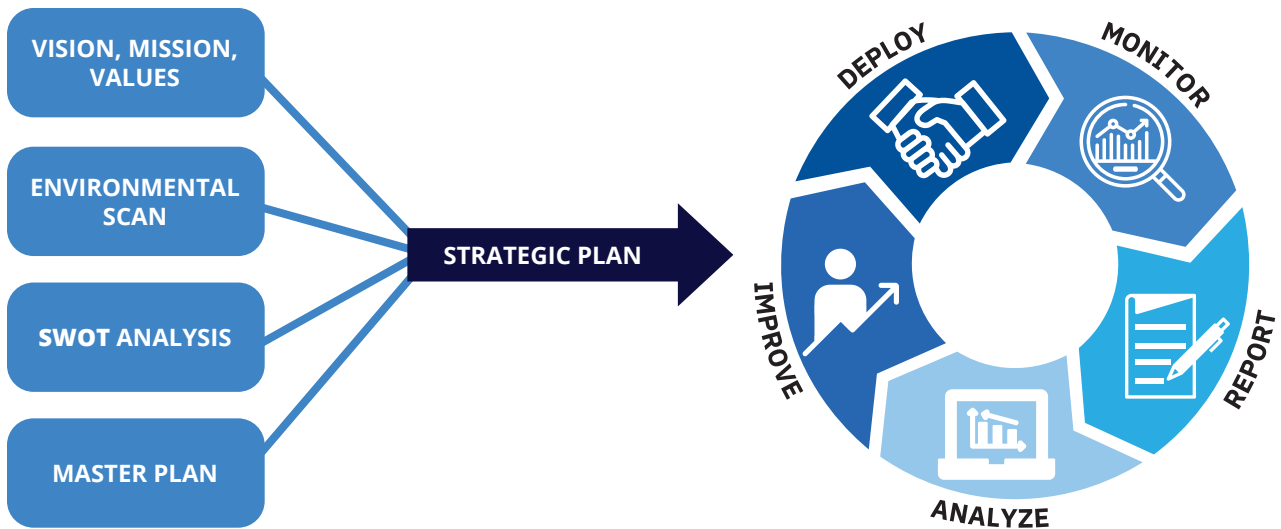 VISION, MISSION,
VALUES
ENVIRONMENTAL
SCAN
SWOT ANALYSIS
MASTER PLAN
STRATEGIC PLAN
DEPLOY
MONITOR
REPORT
ANALYZE
IMPROVE